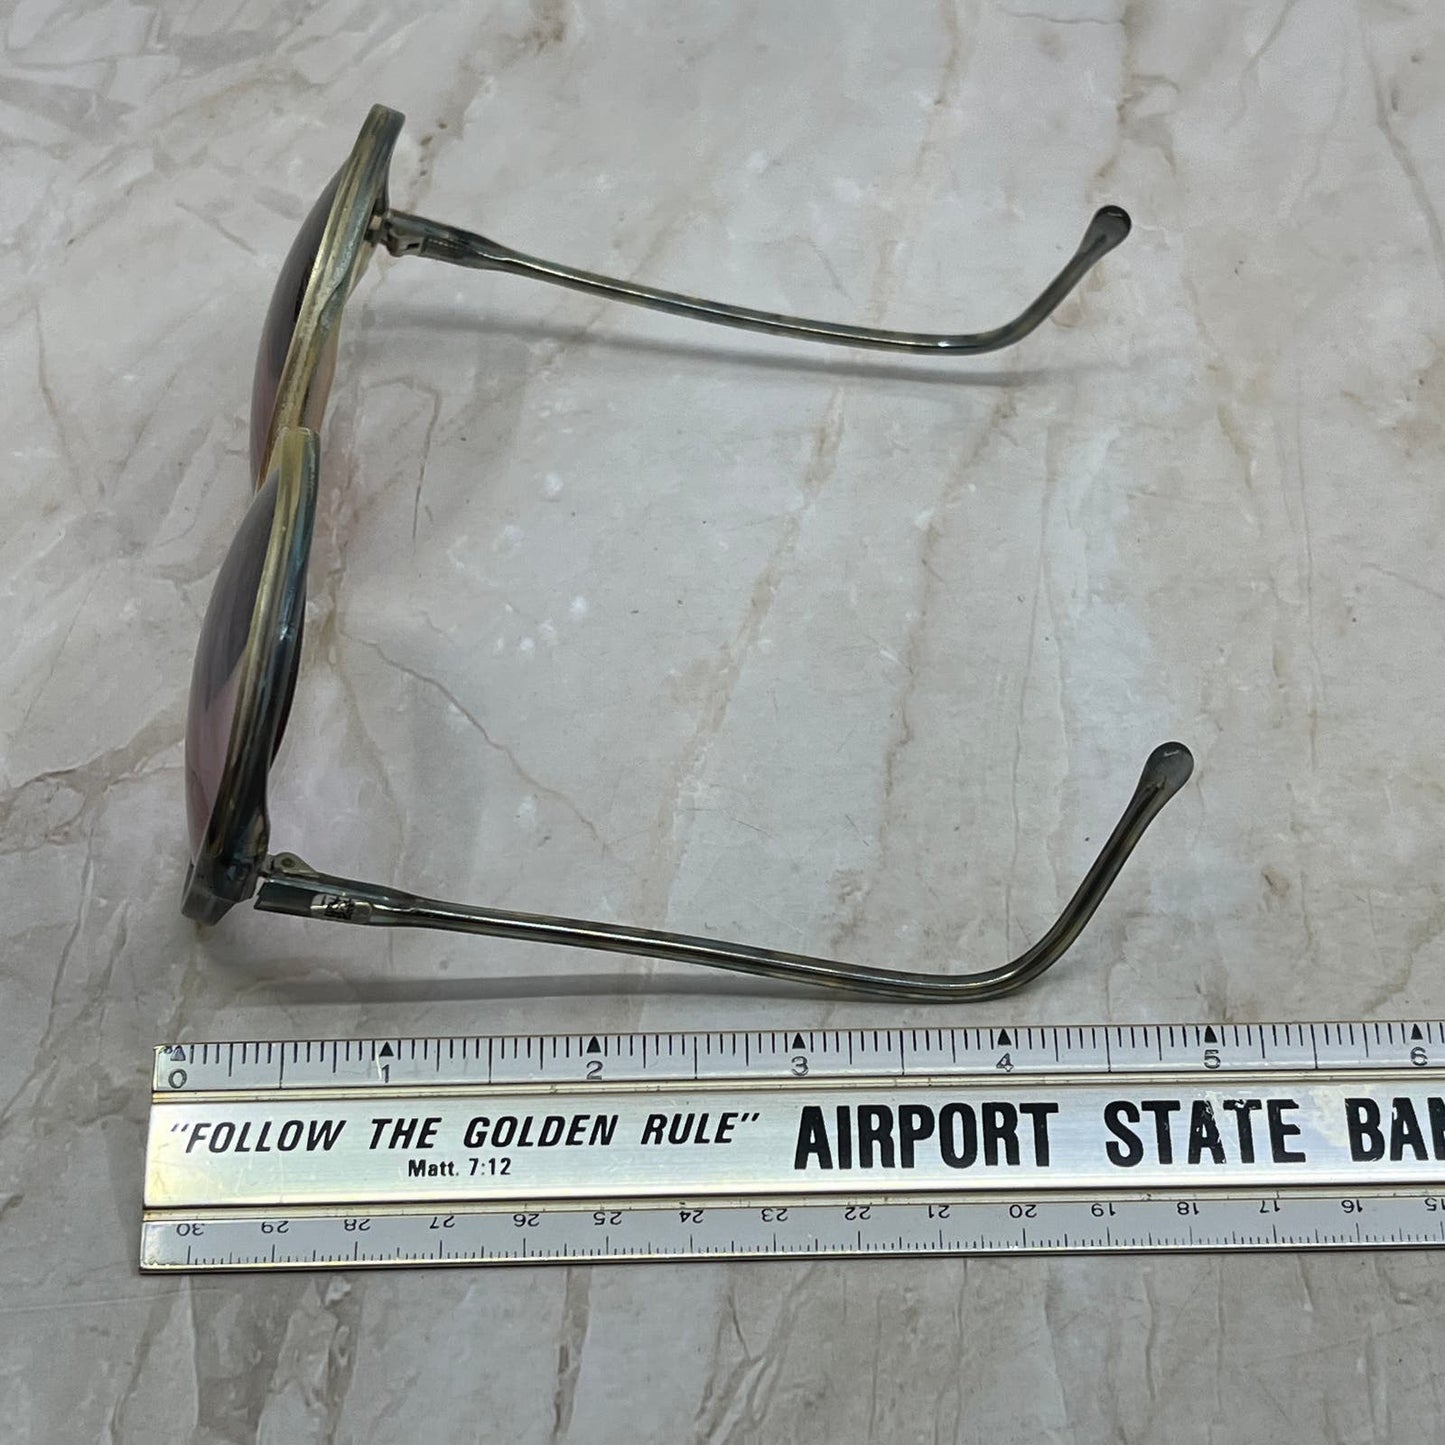 0 1 2 3 4 5 6
"FOLLOW THE GOLDEN RULE" AIRPORT STATE BAN
Matt. 7:12
30 29 28 27 26 25 24 23 22 21 20 19 18 17 16 15